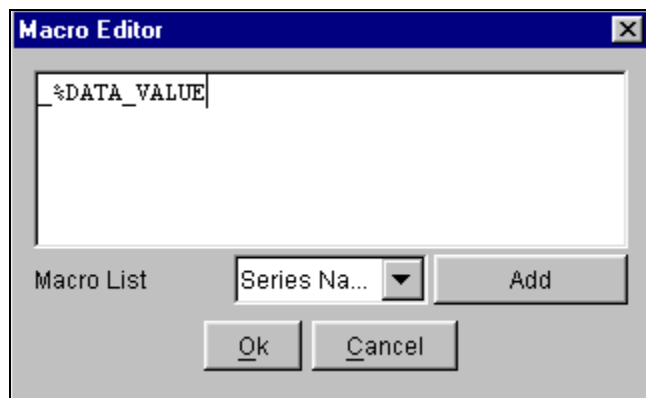 Macro Editor
_%DATA_VALUE
Macro List Series Na... Add
Ok Cancel